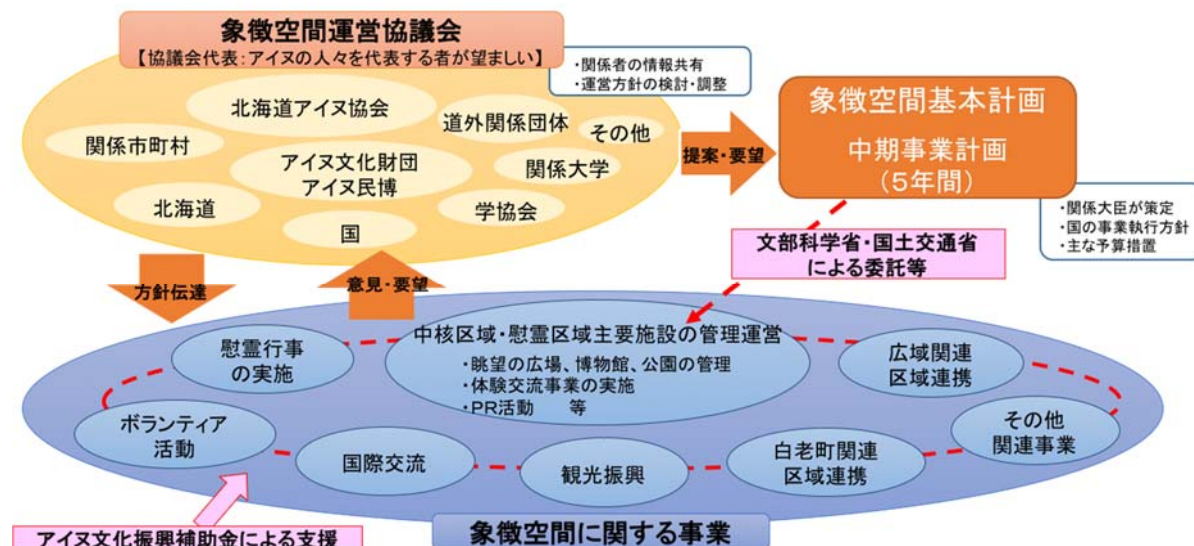 象徴空間運営協議会
【協議会代表：アイヌの人々を代表する者が望ましい】
・関係者の情報共有
・運営方針の検討・調整
北海道アイヌ協会
道外関係団体
その他
関係市町村
アイヌ文化財団
アイヌ民博
関係大学
北海道
学協会
国
提案・要望
象徴空間基本計画
中期事業計画
（5年間）
・関係大臣が策定
・国の事業執行方針
・主な予算措置
文部科学省・国土交通省
による委託等
方針伝達
意見・要望
慰霊行事
の実施
中核区域・慰霊区域主要施設の管理運営
・眺望の広場、博物館、公園の管理
・体験交流事業の実施
・PR活動　　等
広域関連
区域連携
ボランティア
活動
国際交流
観光振興
白老町関連
区域連携
その他
関連事業
アイヌ文化振興補助金による支援
象徴空間に関する事業